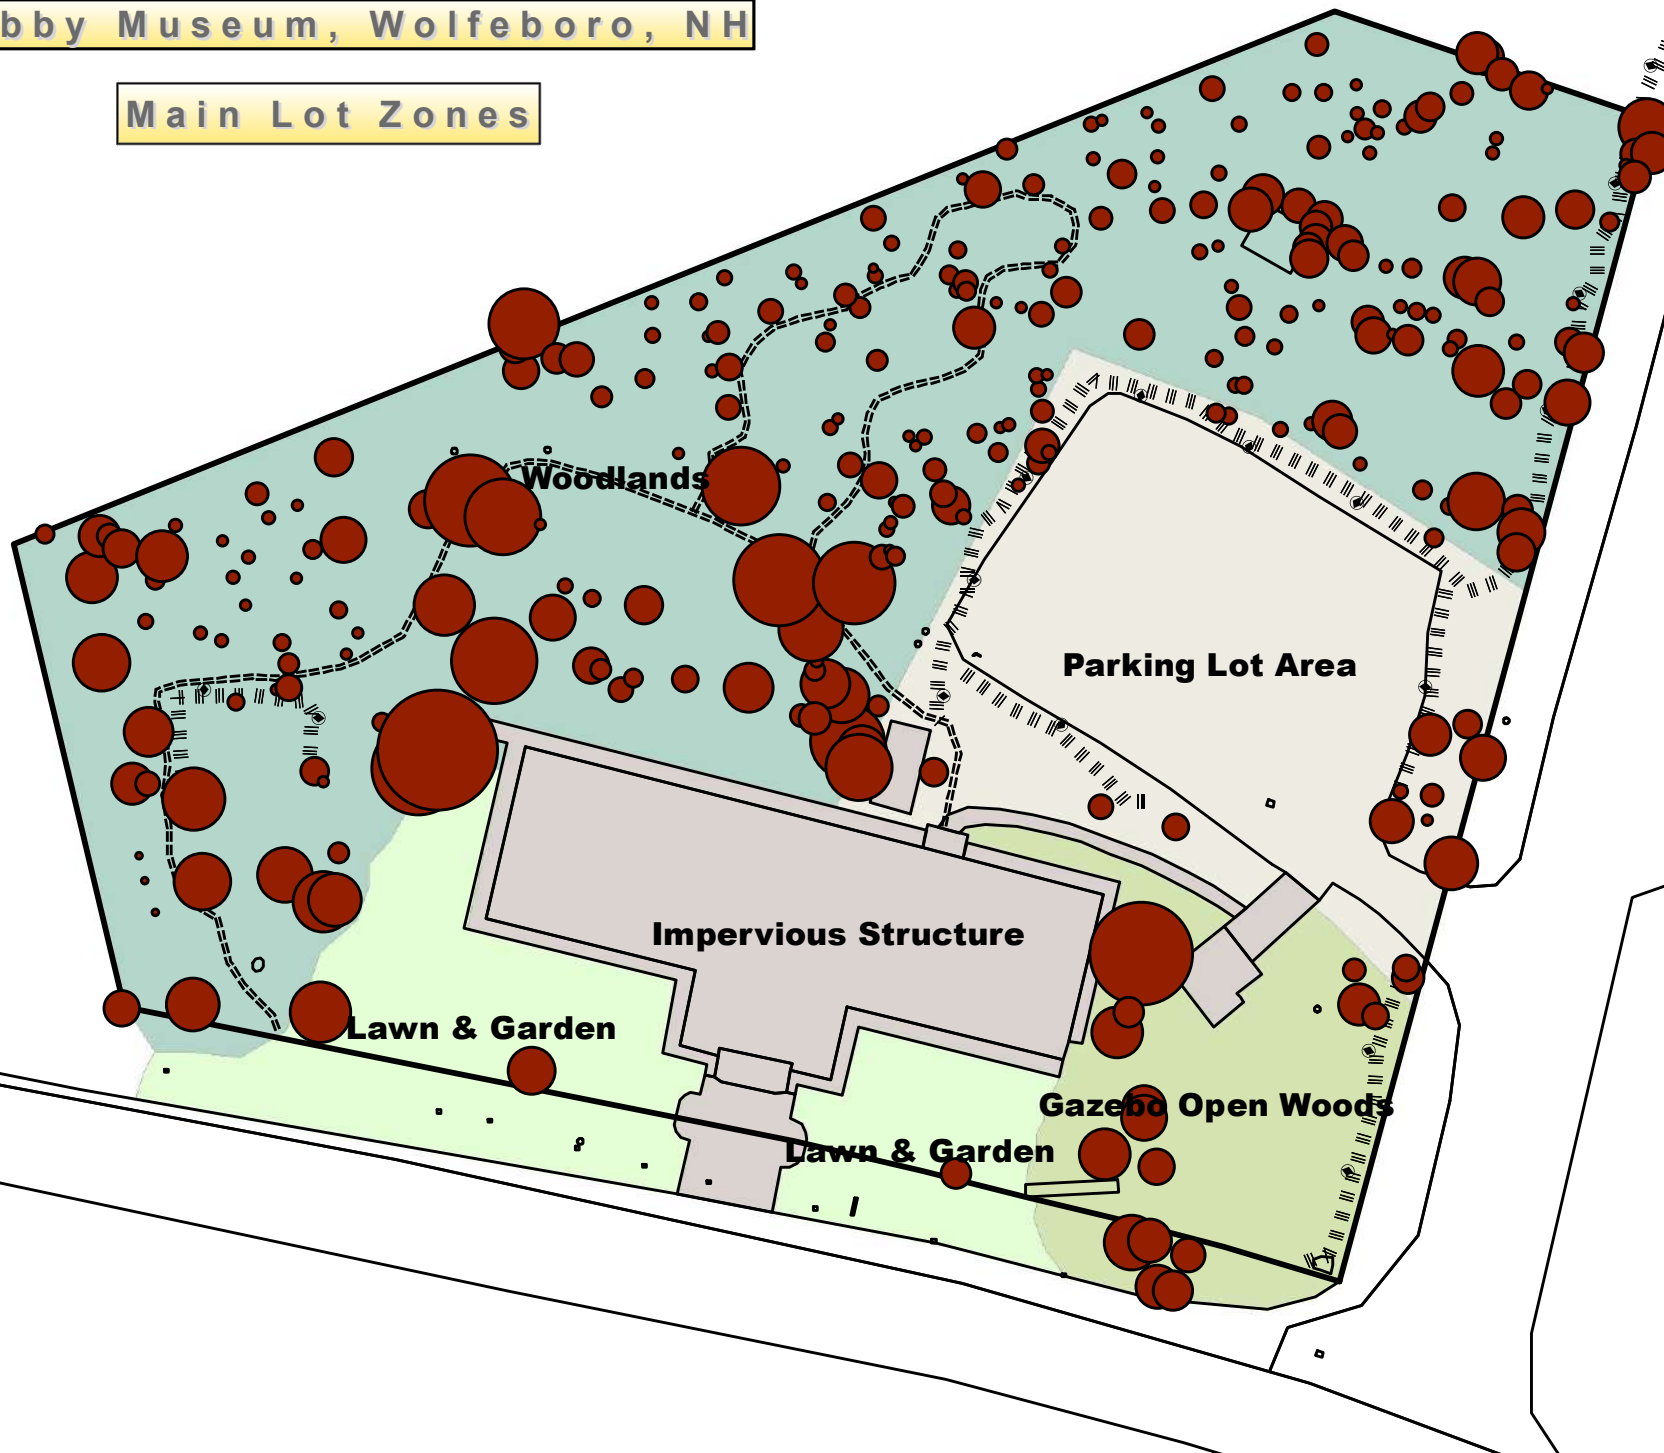 bby Museum, Wolfeboro, NH
Main Lot Zones
Woodlands
Parking Lot Area
Impervious Structure
Lawn & Garden
Gazebo Open Woods
Lawn & Garden